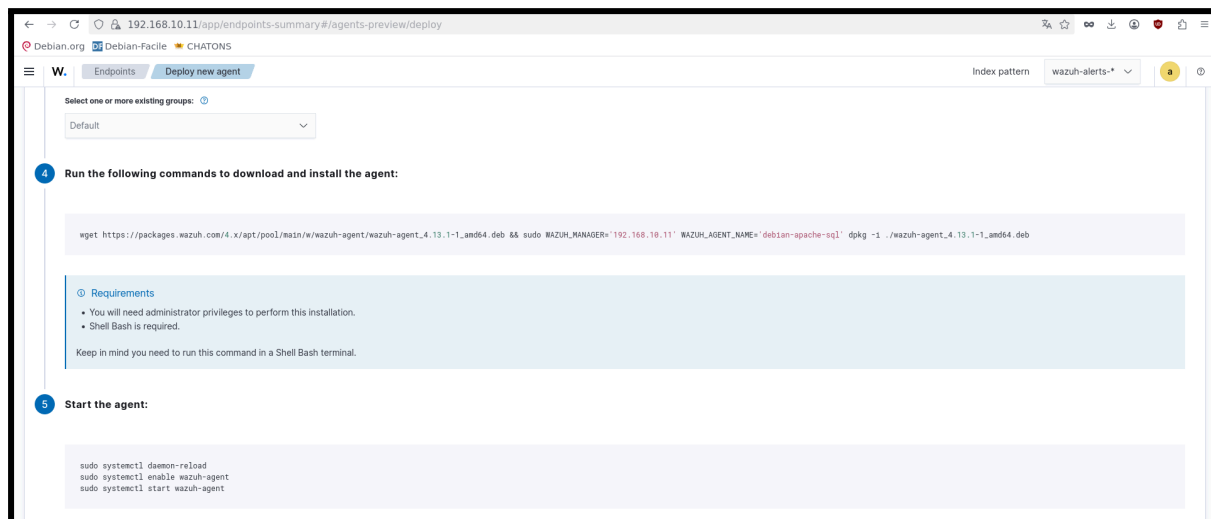 192.168.10.11/app/endpoints-summary#/agents-preview/deploy
Debian.org Debian-Facile CHATONS
W. Endpoints Deploy new agent Index pattern wazuh-alerts-* a
Select one or more existing groups:
Default
4 Run the following commands to download and install the agent:
wget https://packages.wazuh.com/4.x/apt/pool/main/w/wazuh-agent/wazuh-agent_4.13.1-1_amd64.deb && sudo WAZUH_MANAGER='192.168.10.11' WAZUH_AGENT_NAME='debian-apache-sql' dpkg -i ./wazuh-agent_4.13.1-1_amd64.deb
Requirements
• You will need administrator privileges to perform this installation.
• Shell Bash is required.
Keep in mind you need to run this command in a Shell Bash terminal.
5 Start the agent:
sudo systemctl daemon-reload
sudo systemctl enable wazuh-agent
sudo systemctl start wazuh-agent